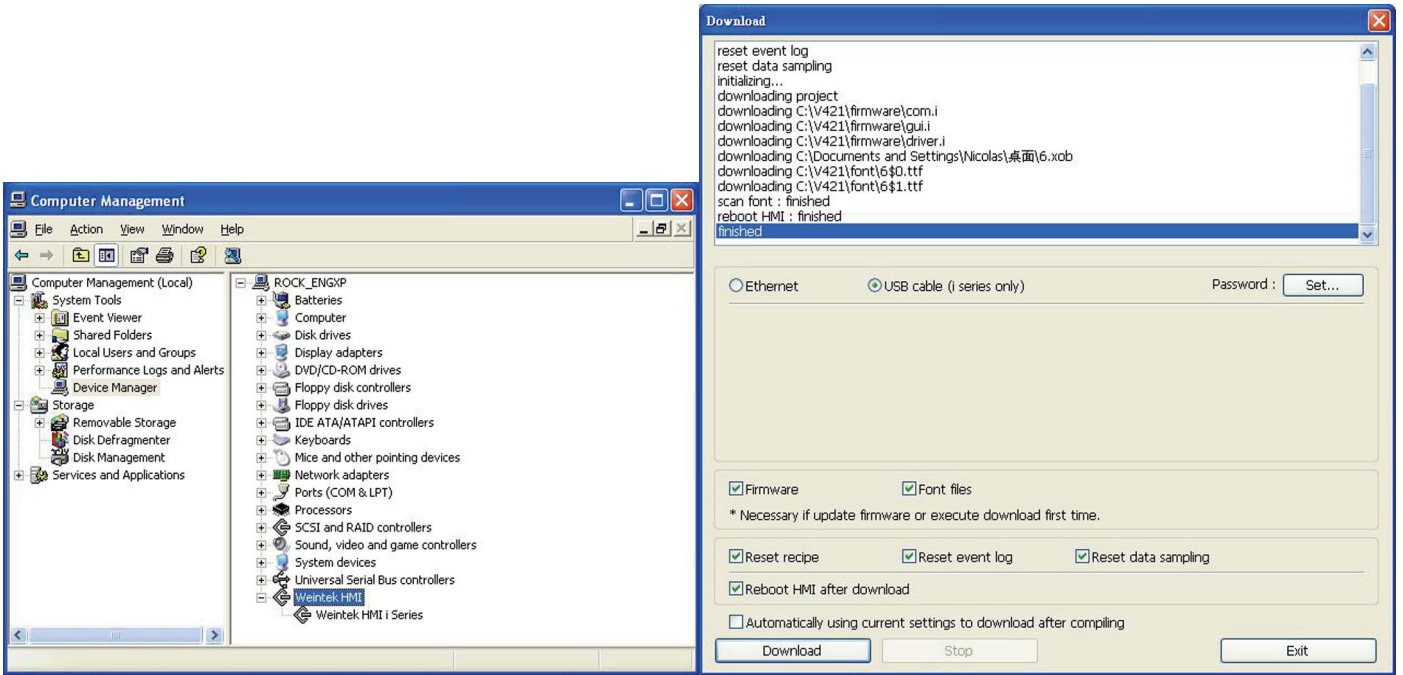 Computer Management
File Action View Window Help
Computer Management (Local)
System Tools
Event Viewer
Shared Folders
Local Users and Groups
Performance Logs and Alerts
Device Manager
Storage
Removable Storage
Disk Defragmenter
Disk Management
Services and Applications
ROCK_ENGXP
Batteries
Computer
Disk drives
Display adapters
DVD/CD-ROM drives
Floppy disk controllers
Floppy disk drives
IDE ATA/ATAPI controllers
Keyboards
Mice and other pointing devices
Network adapters
Ports (COM & LPT)
Processors
SCSI and RAID controllers
Sound, video and game controllers
System devices
Universal Serial Bus controllers
Weintek HMI
Weintek HMI i Series
Download
reset event log
reset data sampling
initializing...
downloading project
downloading C:\V421\firmware\com.i
downloading C:\V421\firmware\gui.i
downloading C:\V421\firmware\driver.i
downloading C:\Documents and Settings\Nicolas\桌面\6.xob
downloading C:\V421\font\6$0.ttf
downloading C:\V421\font\6$1.ttf
scan font : finished
reboot HMI : finished
finished
Ethernet USB cable (i series only) Password : Set...
Firmware Font files
* Necessary if update firmware or execute download first time.
Reset recipe Reset event log Reset data sampling
Reboot HMI after download
Automatically using current settings to download after compiling
Download Stop Exit